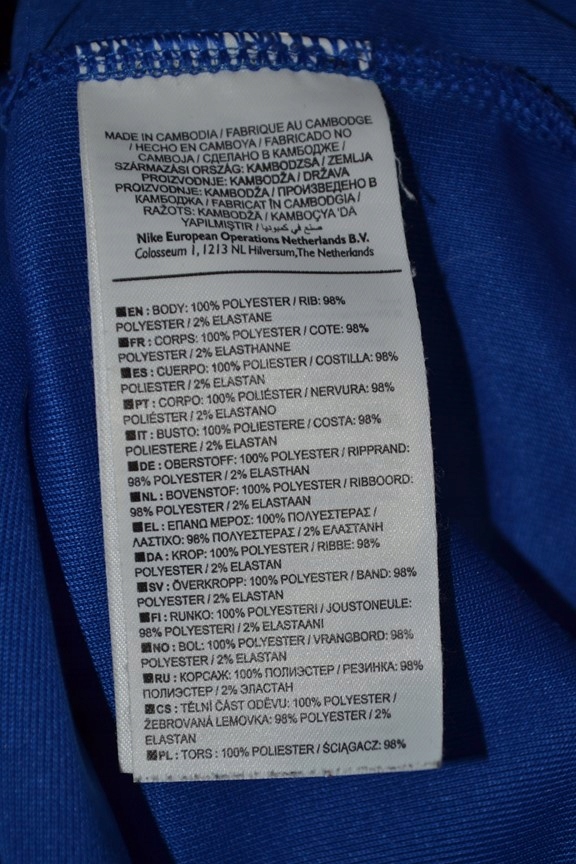 MADE IN CAMBODIA / FABRIQUE AU CAMBODGE
/ HECHO EN CAMBOYA / FABRICADO NO
CAMBOJA / СДЕЛАНО В КАМБОДЖЕ /
SZÁRMAZÁSI ORSZÁG: KAMBODZSA / ZEMLJA
PROIZVODNJE: KAMBODŽA / DRŽAVA
PROIZVODNJE: KAMBODŽA / ПРОИЗВЕДЕНО В
КАМБОДЖА / FABRICAT ÎN CAMBODGIA /
RAŽOTS: KAMBODŽA / KAMBOÇYA 'DA
YAPILMIŞTIR / صنع في كمبوديا
Nike European Operations Netherlands B.V.
Colosseum 1, 1213 NL Hilversum,The Netherlands
EN : BODY: 100% POLYESTER / RIB: 98%
POLYESTER / 2% ELASTANE
FR : CORPS: 100% POLYESTER / COTE: 98%
POLYESTER / 2% ELASTHANNE
ES : CUERPO: 100% POLIESTER / COSTILLA: 98%
POLIESTER / 2% ELASTAN
PT : CORPO: 100% POLIÉSTER / NERVURA: 98%
POLIÉSTER / 2% ELASTANO
IT : BUSTO: 100% POLIESTERE / COSTA: 98%
POLIESTERE / 2% ELASTAN
DE : OBERSTOFF: 100% POLYESTER / RIPPRAND:
98% POLYESTER / 2% ELASTHAN
NL : BOVENSTOF: 100% POLYESTER / RIBBOORD:
98% POLYESTER / 2% ELASTAAN
EL : ΕΠΑΝΩ ΜΕΡΟΣ: 100% ΠΟΛΥΕΣΤΕΡΑΣ /
ΛΑΣΤΙΧΟ: 98% ΠΟΛΥΕΣΤΕΡΑΣ / 2% ΕΛΑΣΤΑΝΗ
DA : KROP: 100% POLYESTER / RIBBE: 98%
POLYESTER / 2% ELASTAN
SV : ÖVERKROPP: 100% POLYESTER / BAND: 98%
POLYESTER / 2% ELASTAN
FI : RUNKO: 100% POLYESTERI / JOUSTONEULE:
98% POLYESTERI / 2% ELASTAANI
NO : BOL: 100% POLYESTER / VRANGBORD: 98%
POLYESTER / 2% ELASTAN
RU : КОРСАЖ: 100% ПОЛИЭСТЕР / РЕЗИНКА: 98%
ПОЛИЭСТЕР / 2% ЭЛАСТАН
CS : TĚLNÍ ČÁST ODĚVU: 100% POLYESTER /
ŽEBROVANÁ LEMOVKA: 98% POLYESTER / 2%
ELASTAN
PL : TORS : 100% POLIESTER / ŚCIĄGACZ: 98%